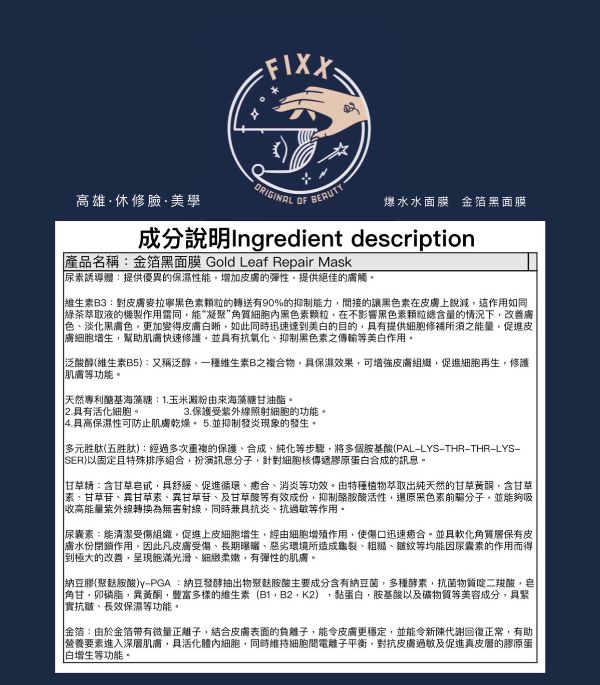 FIXX
ORIGINAL OF BEAUTY
高雄·休修臉·美學
爆水水面膜 金箔黑面膜
成分說明Ingredient description
產品名稱：金箔黑面膜 Gold Leaf Repair Mask
尿素誘導體：提供優異的保濕性能，增加皮膚的彈性，提供絕佳的膚觸。
維生素B3：對皮膚麥拉寧黑色素顆粒的轉送有90%的抑制能力，間接的讓黑色素在皮膚上銳減，這作用如同
綠茶萃取液的機製作用雷同，能“凝聚”角質細胞內黑色素顆粒，在不影響黑色素顆粒總含量的情況下，改善膚
色、淡化黑膚色，更加變得皮膚白晰，如此同時迅速達到美白的目的，具有提供細胞修補所須之能量，促進皮
膚細胞增生，幫助肌膚快速修護，並具有抗氧化、抑制黑色素之傳輸等美白作用。
泛酸醇(維生素B5)：又稱泛醇，一種維生素B之複合物，具保濕效果，可增強皮膚組織，促進細胞再生，修護
肌膚等功能。
天然專利醣基海藻糖：1.玉米澱粉由來海藻糖甘油酯。
2.具有活化細胞。 3.保護受紫外線照射細胞的功能。
4.具高保濕性可防止肌膚乾燥。 5.並抑制發炎現象的發生。
多元胜肽(五胜肽)：經過多次重複的保護、合成、純化等步驟，將多個胺基酸(PAL-LYS-THR-THR-LYS-
SER)以固定且特殊排序組合，扮演訊息分子，針對細胞核傳遞膠原蛋白合成的訊息。
甘草精：含甘草皂甙，具舒緩、促進循環、癒合、消炎等功效。由特種植物萃取出純天然的甘草黃酮，含甘草
素、甘草苷、異甘草素、異甘草苷、及甘草酸等有效成份，抑制酪胺酸活性，還原黑色素前驅分子，並能夠吸
收高能量紫外線轉換為無害射線，同時兼具抗炎、抗過敏等作用。
尿囊素：能清潔受傷組織，促進上皮細胞增生，經由細胞增殖作用，使傷口迅速癒合。並具軟化角質層保有皮
膚水份閉鎖作用，因此凡皮膚受傷、長期曝曬、惡劣環境所造成龜裂、粗糙、皺紋等均能因尿囊素的作用而得
到極大的改善，呈現飽滿光滑、細緻柔嫩，有彈性的肌膚。
納豆膠(聚麩胺酸)γ-PGA ：納豆發酵抽出物聚麩胺酸主要成分含有納豆菌，多種酵素，抗菌物質啶二羧酸，皂
角甘，卵磷脂，異黃酮，豐富多樣的維生素（B1，B2，K2），黏蛋白，胺基酸以及礦物質等美容成分，具緊
實抗皺、長效保濕等功能。
金箔：由於金箔帶有微量正離子，結合皮膚表面的負離子，能令皮膚更穩定，並能令新陳代謝回復正常，有助
營養要素進入深層肌膚，具活化體內細胞，同時維持細胞間電離子平衡，對抗皮膚過敏及促進真皮層的膠原蛋
白增生等功能。